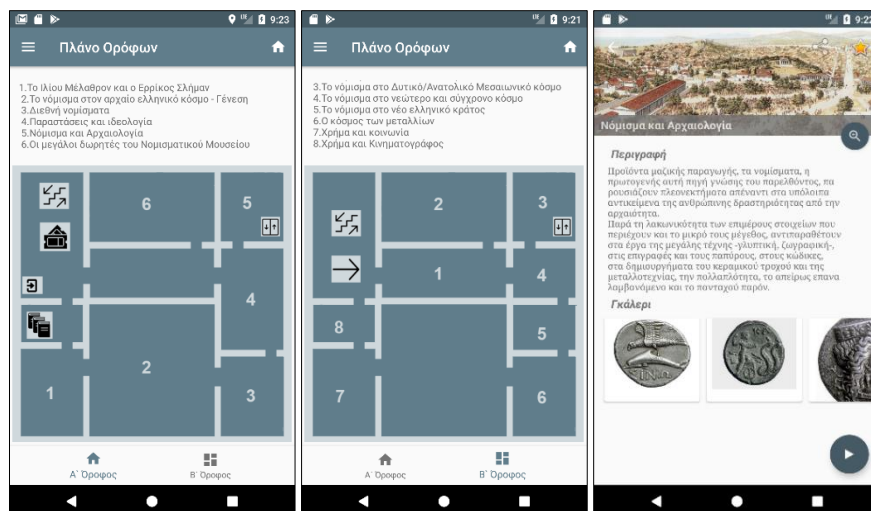 9:23
Πλάνο Ορόφων
1.Το Ιλίου Μέλαθρον και ο Ερρίκος Σλήμαν
2.Το νόμισμα στον αρχαίο ελληνικό κόσμο - Γένεση
3.Διεθνή νομίσματα
4.Παραστάσεις και ιδεολογία
5.Νόμισμα και Αρχαιολογία
6.Οι μεγάλοι δωρητές του Νομισματικού Μουσείου
6
5
4
2
1
3
Α΄ Όροφος
Β΄ Όροφος
9:21
Πλάνο Ορόφων
3.Το νόμισμα στο Δυτικό/Ανατολικό Μεσαιωνικό κόσμο
4.Το νόμισμα στο νεώτερο και σύγχρονο κόσμο
5.Το νόμισμα στο νέο ελληνικό κράτος
6.Ο κόσμος των μεταλλίων
7.Χρήμα και κοινωνία
8.Χρήμα και Κινηματογράφος
2
3
1
4
8
5
7
6
Α΄ Όροφος
Β΄ Όροφος
9:22
Νόμισμα και Αρχαιολογία
Περιγραφή
Προϊόντα μαζικής παραγωγής, τα νομίσματα, η
πρωτογενής αυτή πηγή γνώσης του παρελθόντος, πα
ρουσιάζουν πλεονεκτήματα απέναντι στα υπόλοιπα
αντικείμενα της ανθρώπινης δραστηριότητας από την
αρχαιότητα.
Παρά τη λακωνικότητα των επιμέρους στοιχείων που
περιέχουν και το μικρό τους μέγεθος, αντιπαραθέτουν
στα έργα της μεγάλης τέχνης -γλυπτική, ζωγραφική-,
στις επιγραφές και τους παπύρους, στους κώδικες,
στα δημιουργήματα του κεραμικού τροχού και της
μεταλλοτεχνίας, την πολλαπλότητα, το απείρως επανα
λαμβανόμενο και το πανταχού παρόν.
Γκάλερι